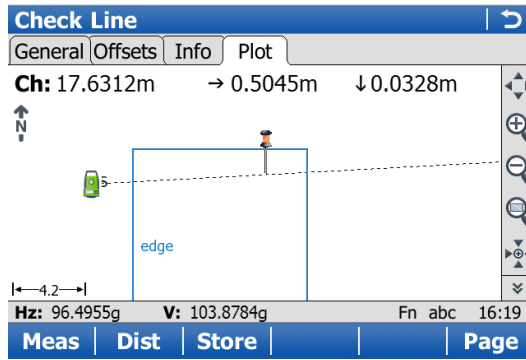 Check Line
General Offsets Info Plot
Ch: 17.6312m → 0.5045m ↓0.0328m
N
edge
4.2
Hz: 96.4955g V: 103.8784g Fn abc 16:19
Meas Dist Store Page